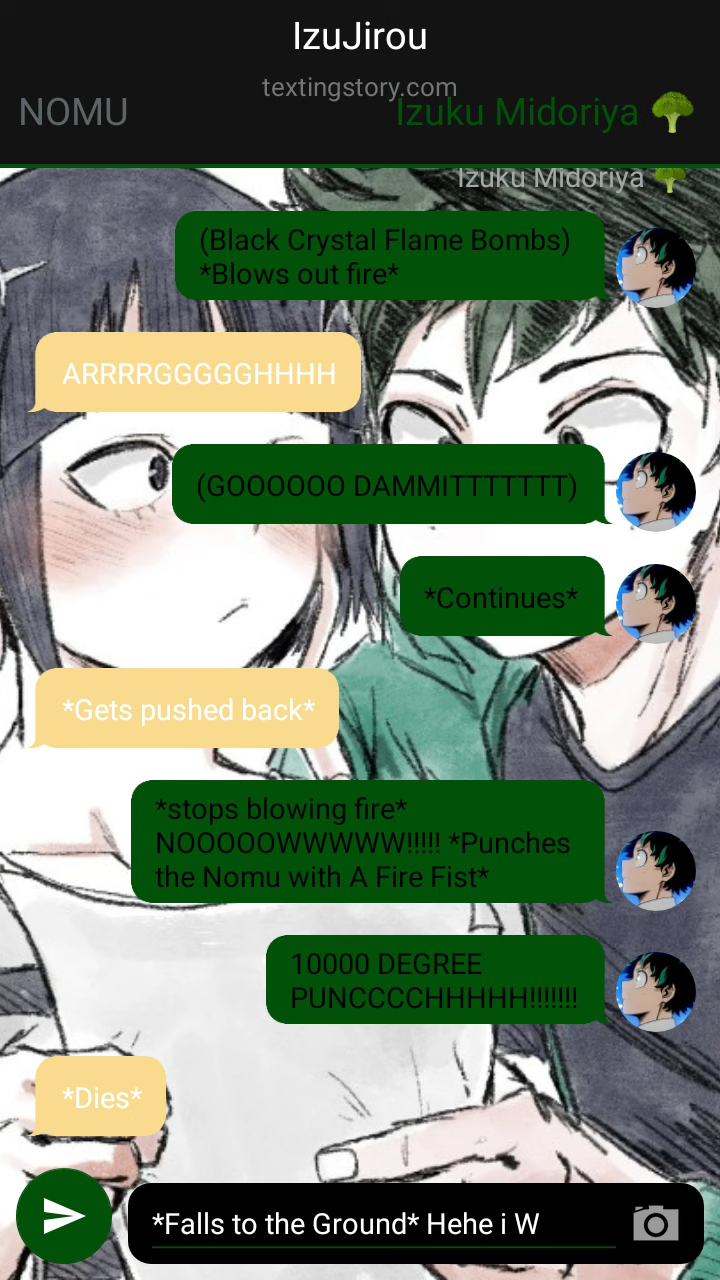 IzuJirou
textingstory.com
NOMU
Izuku Midoriya 🥦
Izuku Midoriya 🥦
(Black Crystal Flame Bombs)
*Blows out fire*
ARRRRGGGGGHHHH
(GOOOOOO DAMMITTTTTTT)
*Continues*
*Gets pushed back*
*stops blowing fire*
NOOOOOWWWWW!!!!! *Punches
the Nomu with A Fire Fist*
10000 DEGREE
PUNCCCCHHHHH!!!!!!!
*Dies*
*Falls to the Ground* Hehe i W